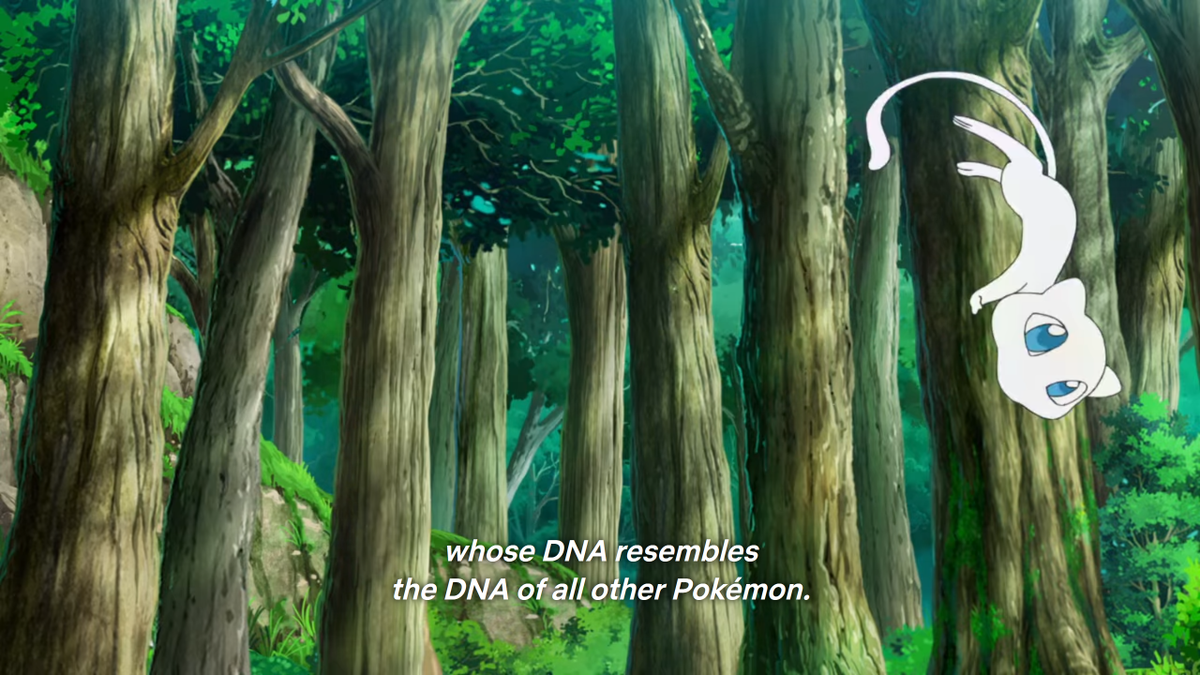 whose DNA resembles
the DNA of all other Pokémon.